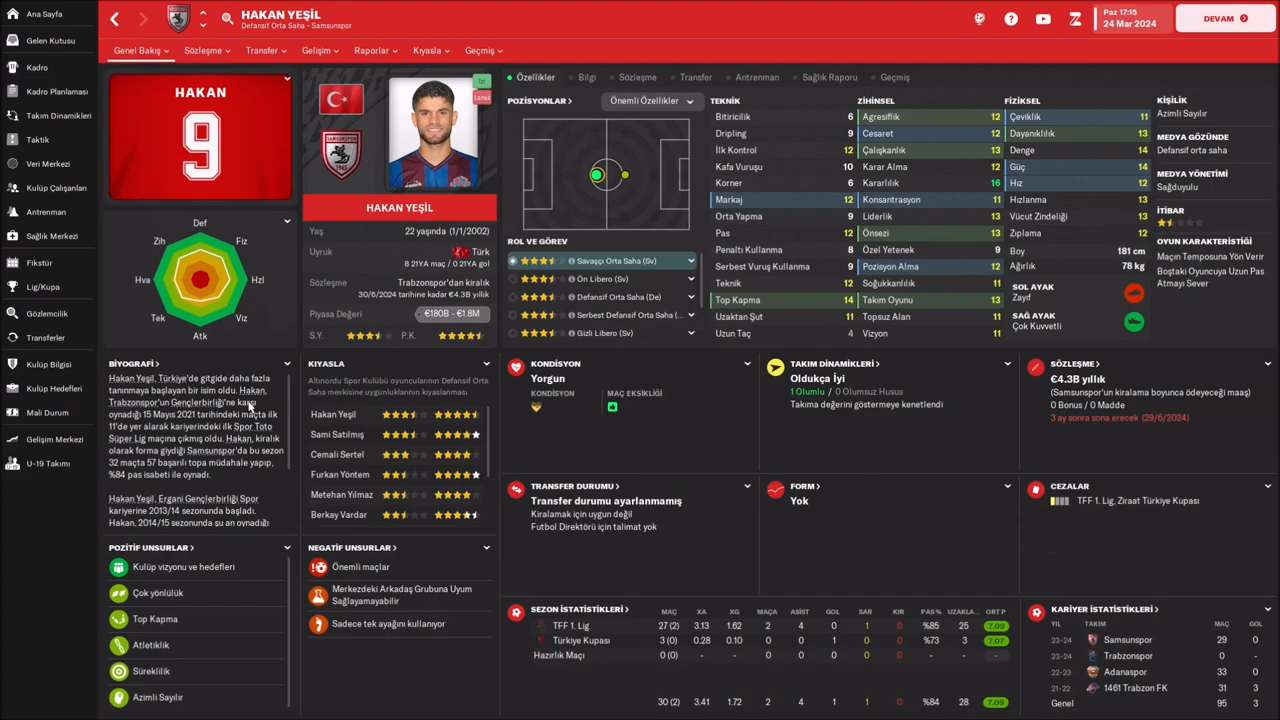 Ana Sayfa
Gelen Kutusu
Kadro
Kadro Planlaması
Takım Dinamikleri
Taktik
Veri Merkezi
Kulüp Çalışanları
Antrenman
Sağlık Merkezi
Fikstür
Lig/Kupa
Gözlemcilik
Transferler
Kulüp Bilgisi
Kulüp Hedefleri
Mali Durum
Gelişim Merkezi
U-19 Takımı
HAKAN YEŞİL
Defansif Orta Saha - Samsunspor
Paz 17:15
24 Mar 2024
DEVAM
Genel Bakış
Sözleşme
Transfer
Gelişim
Raporlar
Kıyasla
Geçmiş
HAKAN
9
İzl
HAKAN YEŞİL
Yaş 22 yaşında (1/1/2002)
Uyruk Türk
8 21YA maç / 0 21YA gol
Sözleşme Trabzonspor'dan kiralık
30/6/2024 tarihine kadar €4.3B yıllık
Piyasa Değeri €180B - €1.8M
S.Y. P.K.
Def
Fiz
Hzl
Viz
Atk
Tek
Hva
Zih
Özellikler
Bilgi
Sözleşme
Transfer
Antrenman
Sağlık Raporu
Geçmiş
POZİSYONLAR
Önemli Özellikler
ROL VE GÖREV
Savaşçı Orta Saha (Sv)
Ön Libero (Sv)
Defansif Orta Saha (De)
Serbest Defansif Orta Saha (...
Gizli Libero (Sv)
TEKNİK
Bitiricilik 6
Dripling 9
İlk Kontrol 12
Kafa Vuruşu 10
Korner 6
Markaj 12
Orta Yapma 9
Pas 12
Penaltı Kullanma 8
Serbest Vuruş Kullanma 9
Teknik 12
Top Kapma 14
Uzaktan Şut 11
Uzun Taç 4
ZİHİNSEL
Agresiflik 12
Cesaret 12
Çalışkanlık 13
Karar Alma 12
Kararlılık 16
Konsantrasyon 11
Liderlik 13
Önsezi 13
Özel Yetenek 9
Pozisyon Alma 12
Soğukkanlılık 11
Takım Oyunu 13
Topsuz Alan 11
Vizyon 11
FİZİKSEL
Çeviklik 11
Dayanıklılık 13
Denge 14
Güç 14
Hız 12
Hızlanma 13
Vücut Zindeliği 13
Zıplama 12
Boy 181 cm
Ağırlık 78 kg
SOL AYAK
Zayıf
SAĞ AYAK
Çok Kuvvetli
KİŞİLİK
Azimli Sayılır
MEDYA GÖZÜNDE
Defansif orta saha
MEDYA YÖNETİMİ
Sağduyulu
İTİBAR
OYUN KARAKTERİSTİĞİ
Maçın Temposuna Yön Verir
Boştaki Oyuncuya Uzun Pas
Atmayı Sever
BİYOGRAFİ
Hakan Yeşil, Türkiye'de gitgide daha fazla
tanınmaya başlayan bir isim oldu. Hakan,
Trabzonspor'un Gençlerbirliği'ne karşı
oynadığı 15 Mayıs 2021 tarihindeki maçta ilk
11'de yer alarak kariyerindeki ilk Spor Toto
Süper Lig maçına çıkmış oldu. Hakan, kiralık
olarak forma giydiği Samsunspor'da bu sezon
32 maçta 57 başarılı topa müdahale yapıp,
%84 pas isabeti ile oynadı.
Hakan Yeşil, Ergani Gençlerbirliği Spor
kariyerine 2013/14 sezonunda başladı.
Hakan, 2014/15 sezonunda şu an oynadığı
KIYASLA
Altınordu Spor Kulübü oyuncularının Defansif Orta
Saha mevkisine uygunluklarının kıyaslaması
Hakan Yeşil
Sami Satılmış
Cemali Sertel
Furkan Yöntem
Metehan Yılmaz
Berkay Vardar
KONDİSYON
Yorgun
KONDİSYON
MAÇ EKSİKLİĞİ
TAKIM DİNAMİKLERİ
Oldukça İyi
1 Olumlu / 0 Olumsuz Husus
Takıma değerini göstermeye kenetlendi
SÖZLEŞME
€4.3B yıllık
(Samsunspor'un kiralama boyunca ödeyeceği maaş)
0 Bonus / 0 Madde
3 ay sonra sona erecek (29/6/2024)
TRANSFER DURUMU
Transfer durumu ayarlanmamış
Kiralamak için uygun değil
Futbol Direktörü için talimat yok
FORM
Yok
CEZALAR
TFF 1. Lig, Ziraat Türkiye Kupası
POZİTİF UNSURLAR
Kulüp vizyonu ve hedefleri
Çok yönlülük
Top Kapma
Atletiklik
Süreklilik
Azimli Sayılır
NEGATİF UNSURLAR
Önemli maçlar
Merkezdeki Arkadaş Grubuna Uyum
Sağlayamayabilir
Sadece tek ayağını kullanıyor
SEZON İSTATİSTİKLERİ MAÇ XA XG MAÇA ASİST GOL SAR KIR PAS % UZAKLA... ORT P
TFF 1. Lig 27 (2) 3.13 1.62 2 4 0 1 0 %85 25 7.09
Türkiye Kupası 3 (0) 0.28 0.10 0 0 1 0 0 %73 3 7.07
Hazırlık Maçı 0 (0) - - 0 0 0 0 0 - - -
30 (2) 3.41 1.72 2 4 1 1 0 %84 28 7.09
KARİYER İSTATİSTİKLERİ
YIL TAKIM MAÇ GOL
23-24 Samsunspor 29 0
23-24 Trabzonspor 0 -
22-23 Adanaspor 33 0
21-22 1461 Trabzon FK 31 3
Genel 95 3